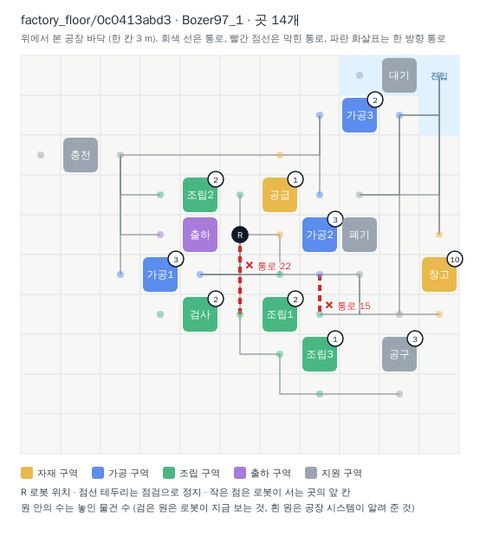 factory_floor/0c0413abd3 · Bozer97_1 · 곳 14개
위에서 본 공장 바닥 (한 칸 3 m). 회색 선은 통로, 빨간 점선은 막힌 통로, 파란 화살표는 한 방향 통로
대기
전립
2
가공3
충전
2
조립2
1
공급
출하
R
3
가공2
폐기
✕ 통로 22
3
가공1
10
창고
2
검사
2
조립1
✕ 통로 15
1
조립3
3
공구
자재 구역
가공 구역
조립 구역
출하 구역
지원 구역
R 로봇 위치 · 점선 테두리는 점검으로 정지 · 작은 점은 로봇이 서는 곳의 앞 칸
원 안의 수는 놓인 물건 수 (검은 원은 로봇이 지금 보는 것, 흰 원은 공장 시스템이 알려 준 것)